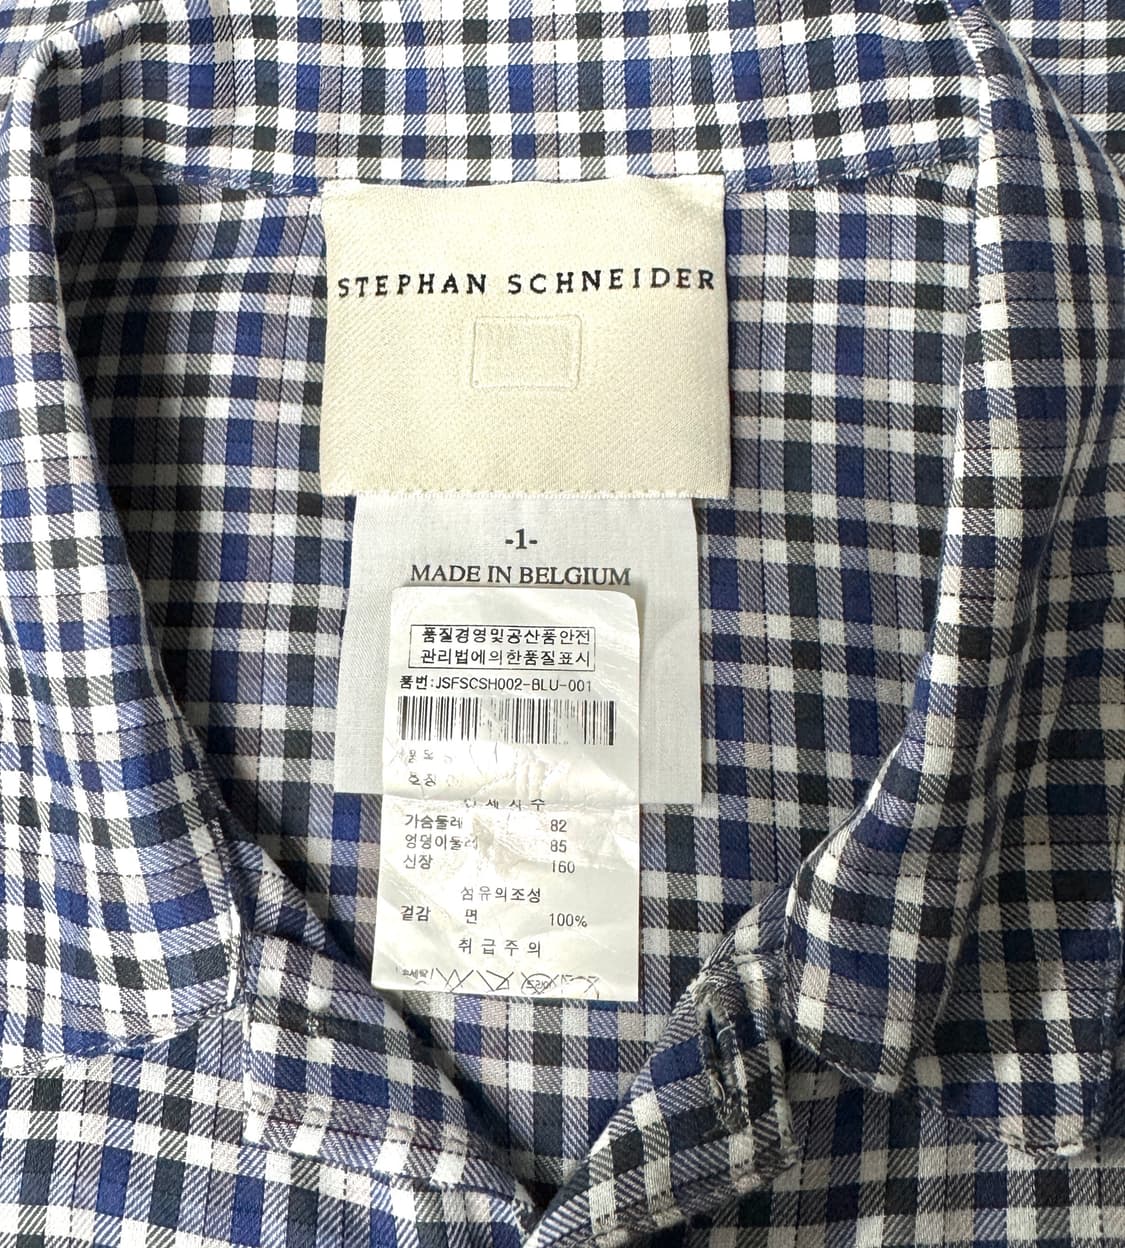 STEPHAN SCHNEIDER
-1-
MADE IN BELGIUM
품질경영및공산품안전
관리법에의한품질표시
품번:JSFSCSH002-BLU-001
호칭
가슴둘레 82
엉덩이둘레 85
신장 160
섬유의조성
겉감 면 100%
취급주의